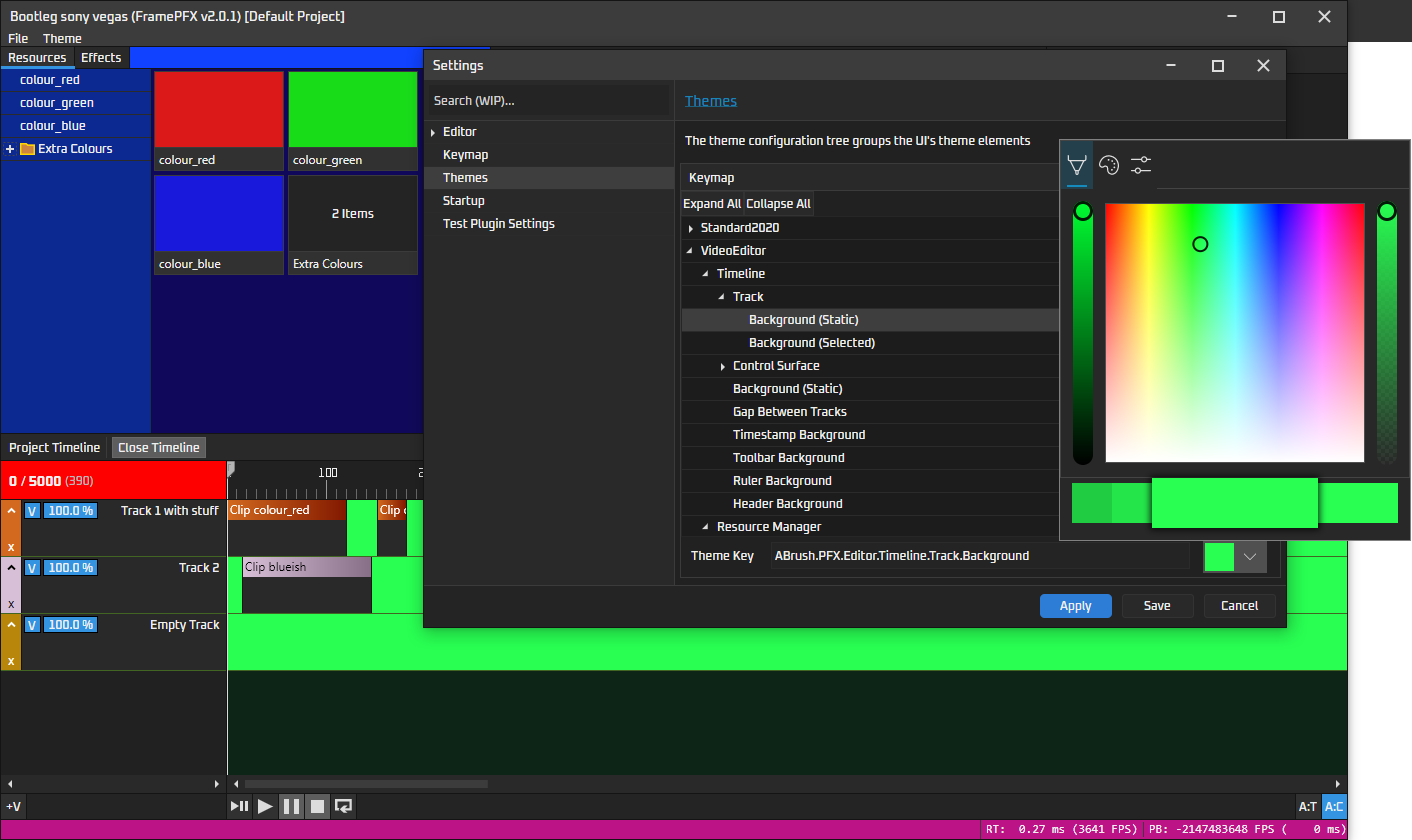 Bootleg sony vegas (FramePFX v2.0.1) [Default Project]
File Theme
Resources Effects
colour_red
colour_green
colour_blue
+ Extra Colours
colour_red
colour_green
2 Items
colour_blue
Extra Colours
Settings
Search (WIP)...
Editor
Keymap
Themes
Startup
Test Plugin Settings
Themes
The theme configuration tree groups the UI's theme elements
Keymap
Expand All Collapse All
Standard2020
VideoEditor
Timeline
Track
Background (Static)
Background (Selected)
Control Surface
Background (Static)
Gap Between Tracks
Timestamp Background
Toolbar Background
Ruler Background
Header Background
Resource Manager
Theme Key ABrush.PFX.Editor.Timeline.Track.Background
Apply Save Cancel
Project Timeline Close Timeline
0 / 5000 (390)
100
V 100.0 % Track 1 with stuff
x
Clip colour_red
Clip
V 100.0 % Track 2
x
Clip blueish
V 100.0 % Empty Track
x
+V
A:T A:C
RT: 0.27 ms (3641 FPS) PB: -2147483648 FPS ( 0 ms)